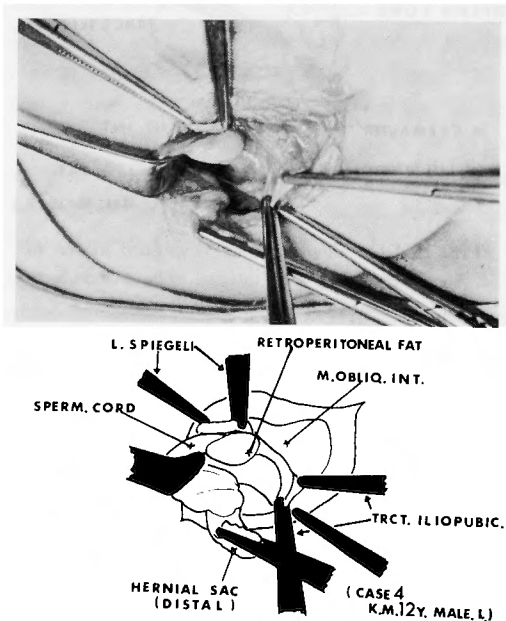 L. SPIEGELI
RETROPERITONEAL FAT
M.OBLIQ. INT.
SPERM. CORD
TRCT. ILIOPUBIC.
HERNIAL SAC
(DISTAL)
(CASE 4
K.M.12Y. MALE, L)